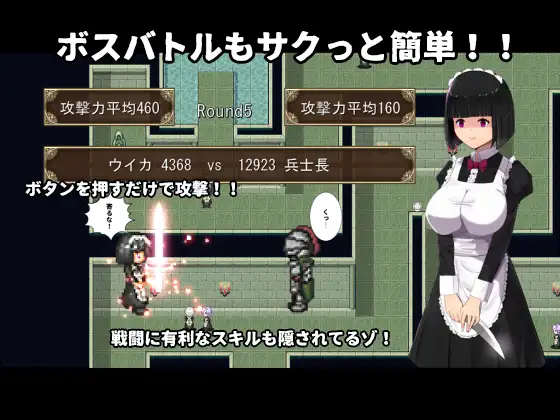 ボスバトルもサクっと簡単！！
攻撃力平均460
Round5
攻撃力平均160
ウイカ 4368 vs 12923 兵士長
ボタンを押すだけで攻撃！！
寄るな！
くっ…
戦闘に有利なスキルも隠されてるゾ！